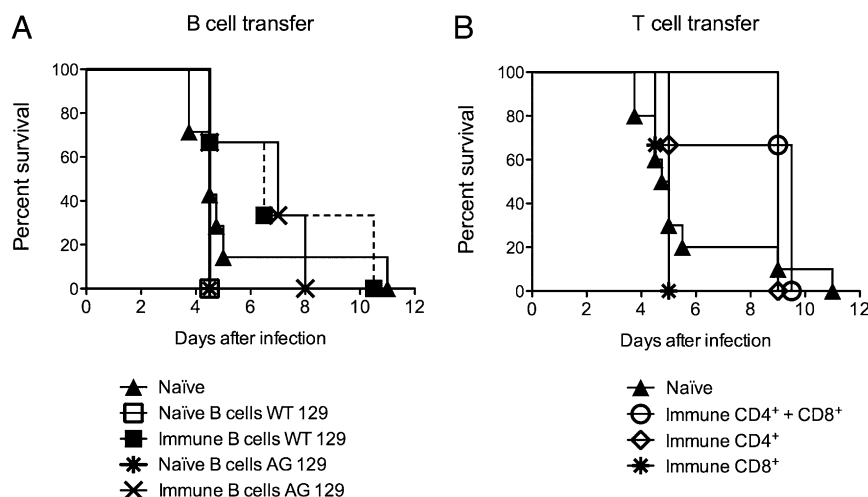 A
B cell transfer
Percent survival
100
80
60
40
20
0
0 2 4 6 8 10 12
Days after infection
Naïve
Naïve B cells WT 129
Immune B cells WT 129
Naïve B cells AG 129
Immune B cells AG 129
B
T cell transfer
Percent survival
100
80
60
40
20
0
0 2 4 6 8 10 12
Days after infection
Naïve
Immune CD4⁺ + CD8⁺
Immune CD4⁺
Immune CD8⁺